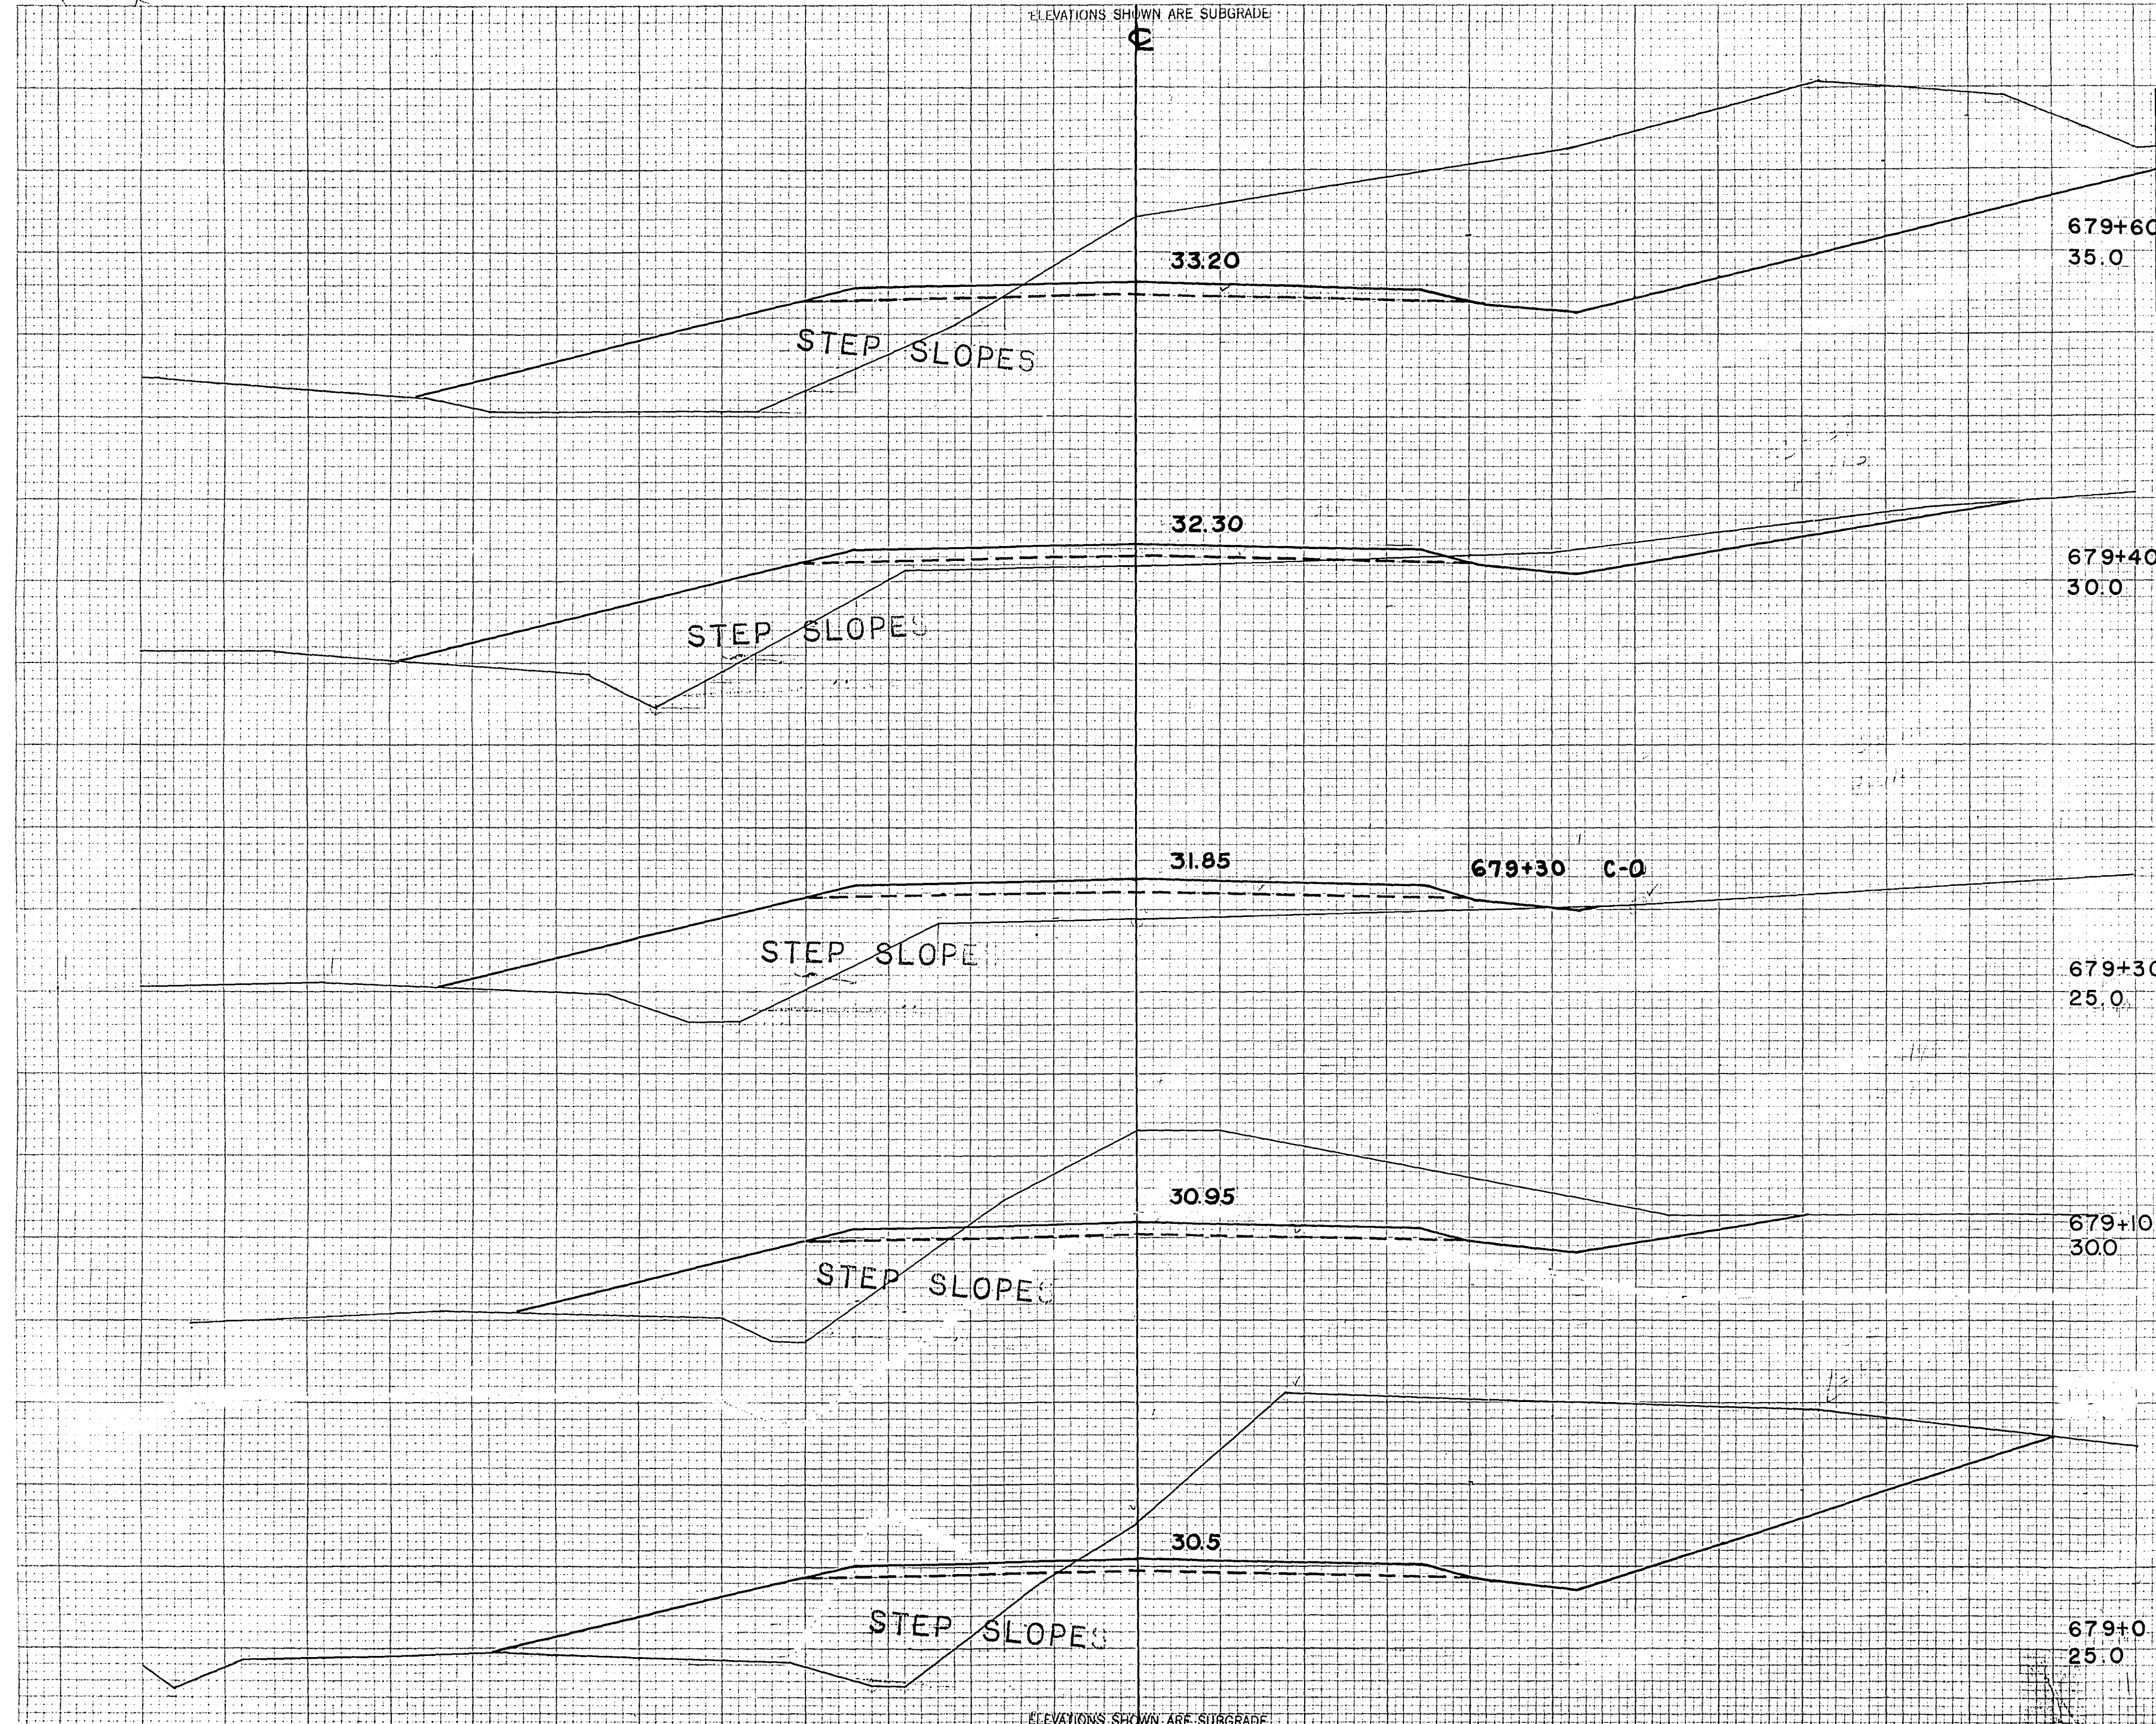 ELEVATIONS SHOWN ARE SUBGRADE
℄
679+60
35.0
33.20
STEP SLOPES
32.30
679+40
30.0
STEP SLOPES
31.85
679+30 C-O
STEP SLOPE
679+30
25.0
30.95
679+10
30.0
STEP SLOPES
30.5
STEP SLOPES
679+0
25.0
ELEVATIONS SHOWN ARE SUBGRADE